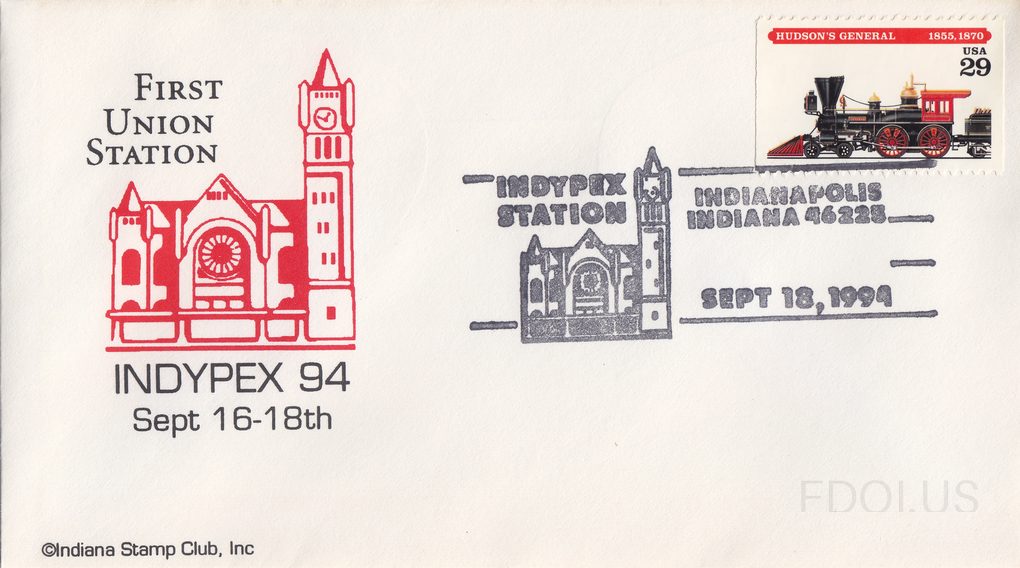 First
Union
Station
INDYPEX 94
Sept 16-18th
©Indiana Stamp Club, Inc
HUDSON'S GENERAL 1855, 1870
USA
29
INDYPEX
STATION
INDIANAPOLIS
INDIANA 46225
SEPT 18, 1994
FDOI.US